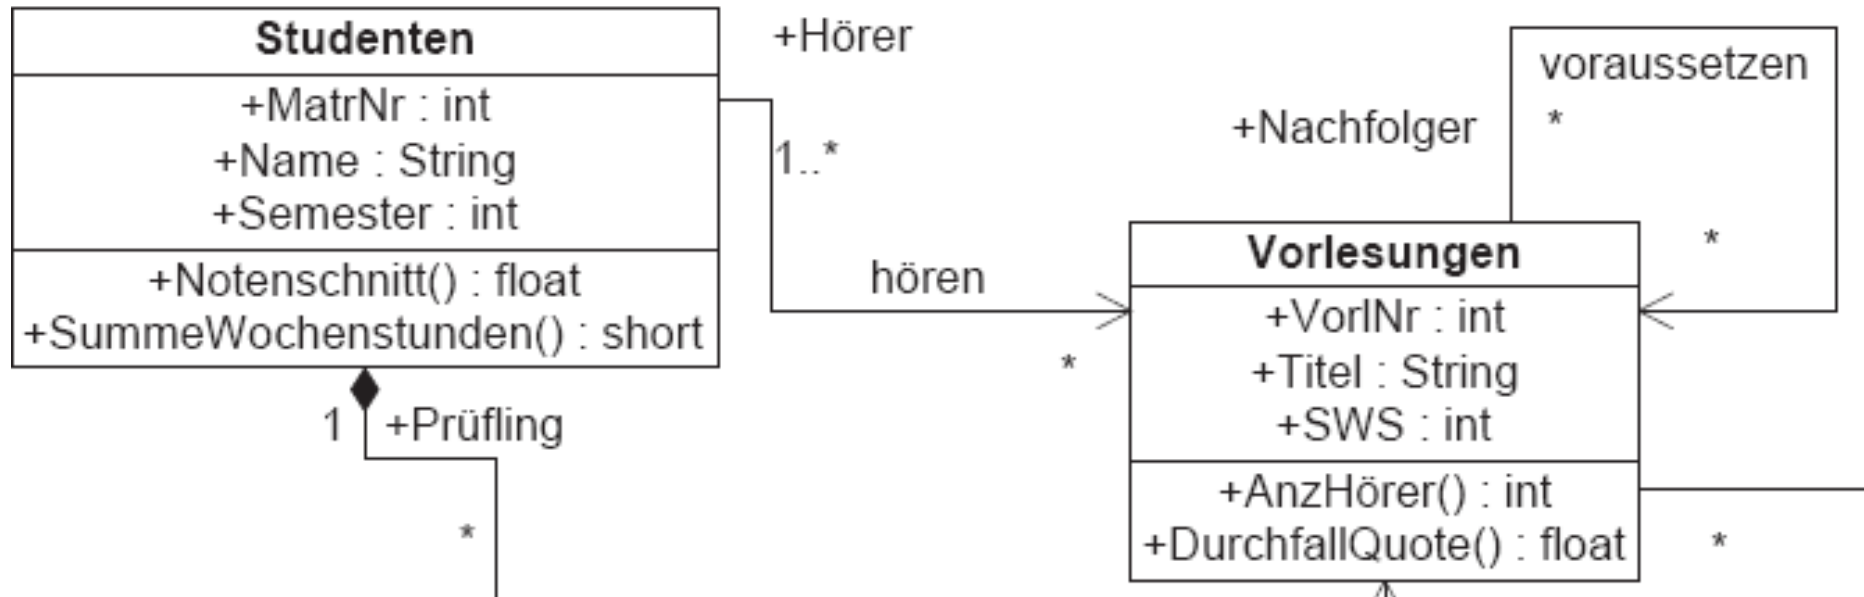 Studenten
+MatrNr : int
+Name : String
+Semester : int
+Notenschnitt() : float
+SummeWochenstunden() : short
1
+Prüfling
*
+Hörer
1..*
hören
*
voraussetzen
*
+Nachfolger
*
Vorlesungen
+VorlNr : int
+Titel : String
+SWS : int
+AnzHörer() : int
+DurchfallQuote() : float
*